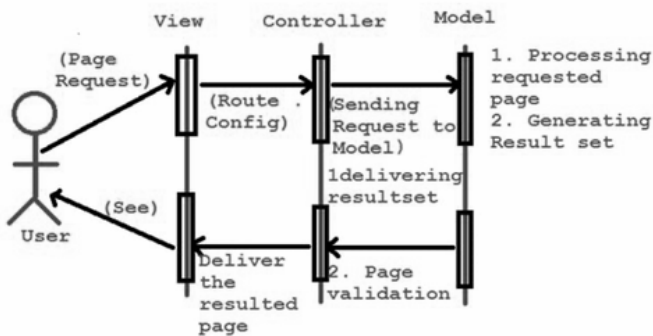 View
Controller
Model
(Page
Request)
(Route
Config)
(Sending
Request to
Model)
1. Processing
requested
page
2. Generating
Result set
1delivering
resultset
User
(See)
Deliver
the
resulted
page
2. Page
validation